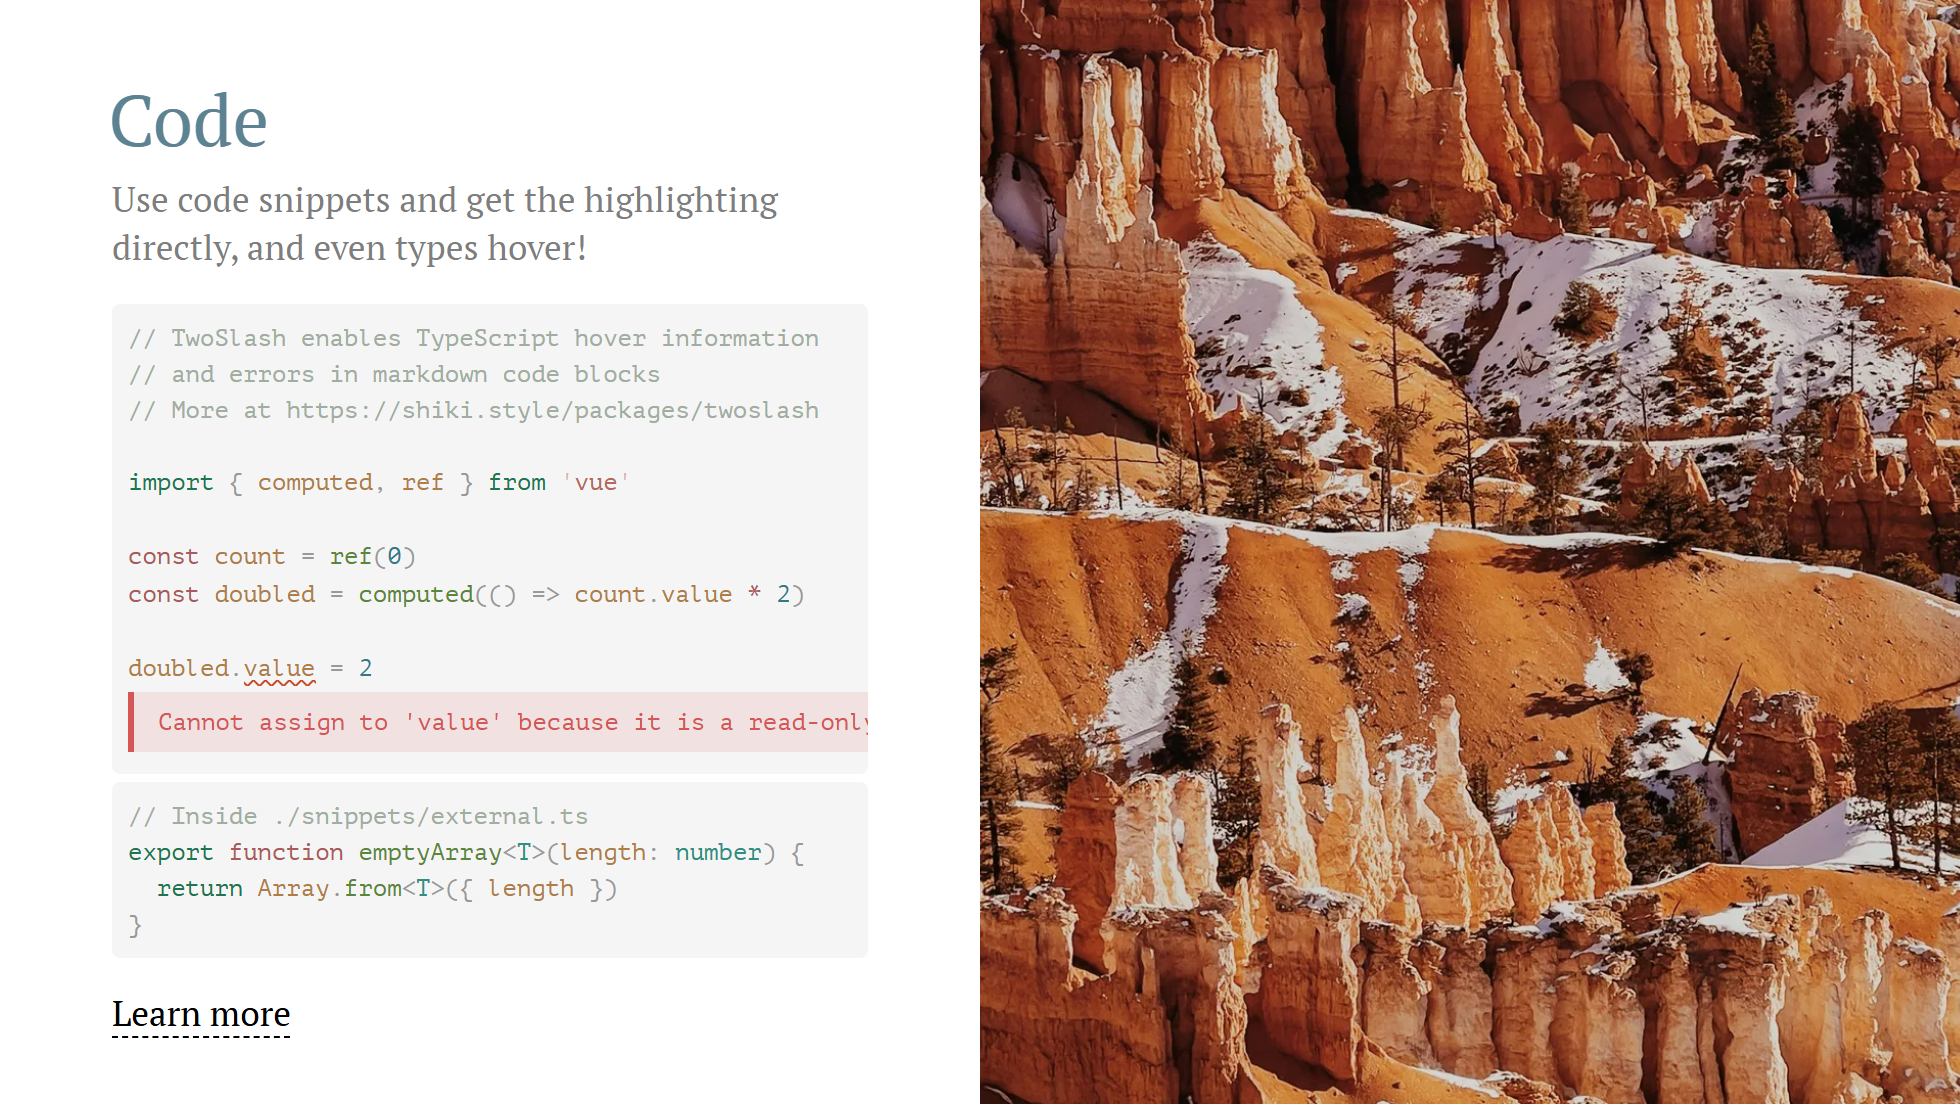 Code
Use code snippets and get the highlighting
directly, and even types hover!
// TwoSlash enables TypeScript hover information
// and errors in markdown code blocks
// More at https://shiki.style/packages/twoslash
import { computed, ref } from 'vue'
const count = ref(0)
const doubled = computed(() => count.value * 2)
doubled.value = 2
Cannot assign to 'value' because it is a read-only
// Inside ./snippets/external.ts
export function emptyArray<T>(length: number) {
  return Array.from<T>({ length })
}
Learn more